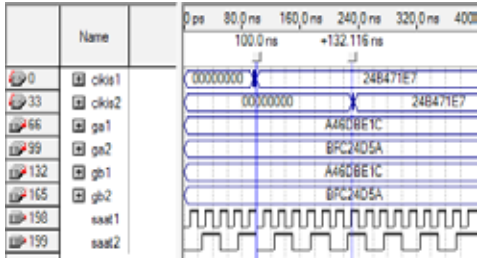 Name
0 ps 80.0 ns 160.0 ns 240.0 ns 320.0 ns 400
100.0 ns +132.116 ns
0 cikis1 00000000 24B471E7
33 cikis2 00000000 24B471E7
66 ga1 A46DBE1C
99 ga2 BFC24D5A
132 gb1 A46DBE1C
165 gb2 BFC24D5A
198 saat1
199 saat2